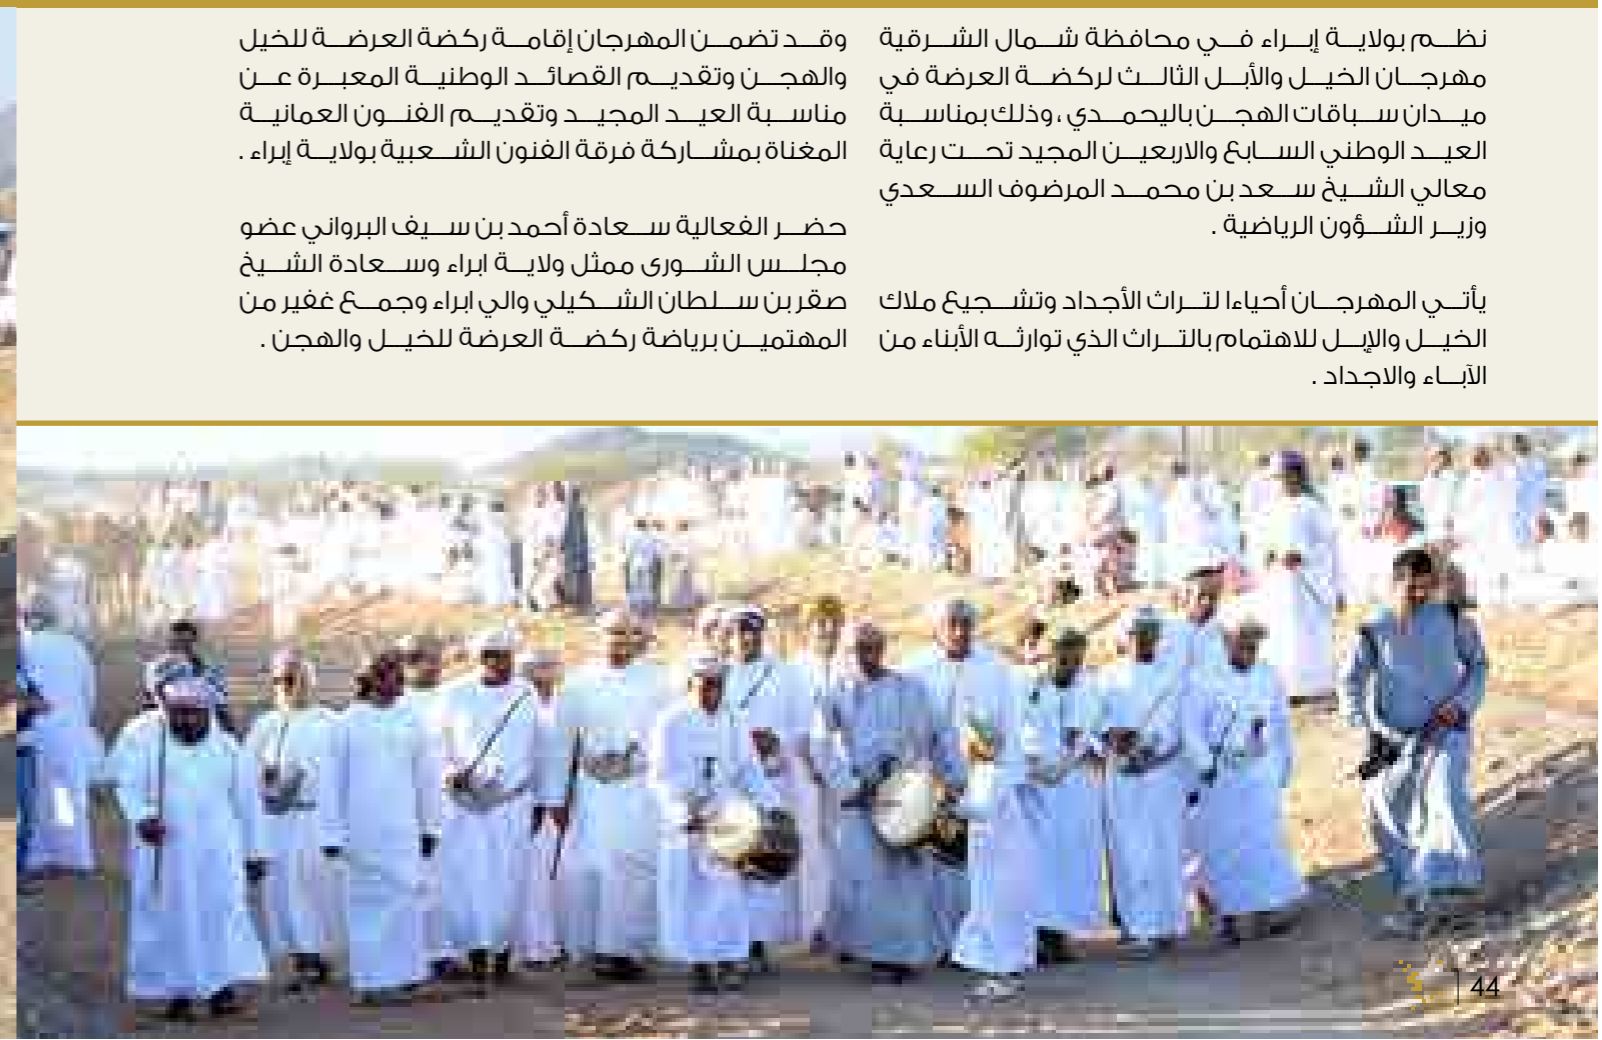 نظم بولاية إبراء في محافظة شمال الشرقية
مهرجان الخيل والأبل الثالث لركضة العرضة في
ميدان سباقات الهجن باليحمدي ، وذلك بمناسبة
العيد الوطني السابع والاربعين المجيد تحت رعاية
معالي الشيخ سعد بن محمد المرضوف السعدي
وزير الشؤون الرياضية .
يأتي المهرجان أحياءا لتراث الأجداد وتشجيع ملاك
الخيل والإبل للاهتمام بالتراث الذي توارثه الأبناء من
الآباء والاجداد .
وقد تضمن المهرجان إقامة ركضة العرضة للخيل
والهجن وتقديم القصائد الوطنية المعبرة عن
مناسبة العيد المجيد وتقديم الفنون العمانية
المغناة بمشاركة فرقة الفنون الشعبية بولاية إبراء .
حضر الفعالية سعادة أحمد بن سيف البرواني عضو
مجلس الشورى ممثل ولاية ابراء وسعادة الشيخ
صقر بن سلطان الشكيلي والي ابراء وجمع غفير من
المهتمين برياضة ركضة العرضة للخيل والهجن .
44